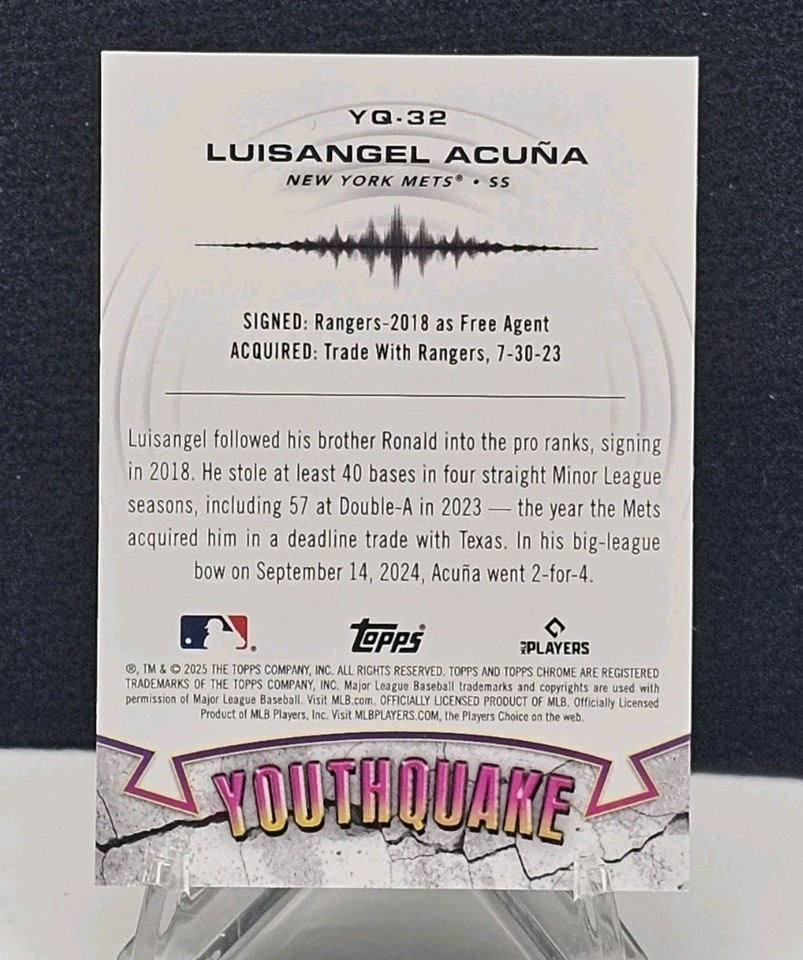 YQ-32
LUISANGEL ACUÑA
NEW YORK METS® • SS
SIGNED: Rangers-2018 as Free Agent
ACQUIRED: Trade With Rangers, 7-30-23
Luisangel followed his brother Ronald into the pro ranks, signing
in 2018. He stole at least 40 bases in four straight Minor League
seasons, including 57 at Double-A in 2023 — the year the Mets
acquired him in a deadline trade with Texas. In his big-league
bow on September 14, 2024, Acuña went 2-for-4.
topps® MLB PLAYERS
®, TM & © 2025 THE TOPPS COMPANY, INC. ALL RIGHTS RESERVED. TOPPS AND TOPPS CHROME ARE REGISTERED
TRADEMARKS OF THE TOPPS COMPANY, INC. Major League Baseball trademarks and copyrights are used with
permission of Major League Baseball. Visit MLB.com. OFFICIALLY LICENSED PRODUCT OF MLB. Officially Licensed
Product of MLB Players, Inc. Visit MLBPLAYERS.COM, the Players Choice on the web.
YOUTHQUAKE